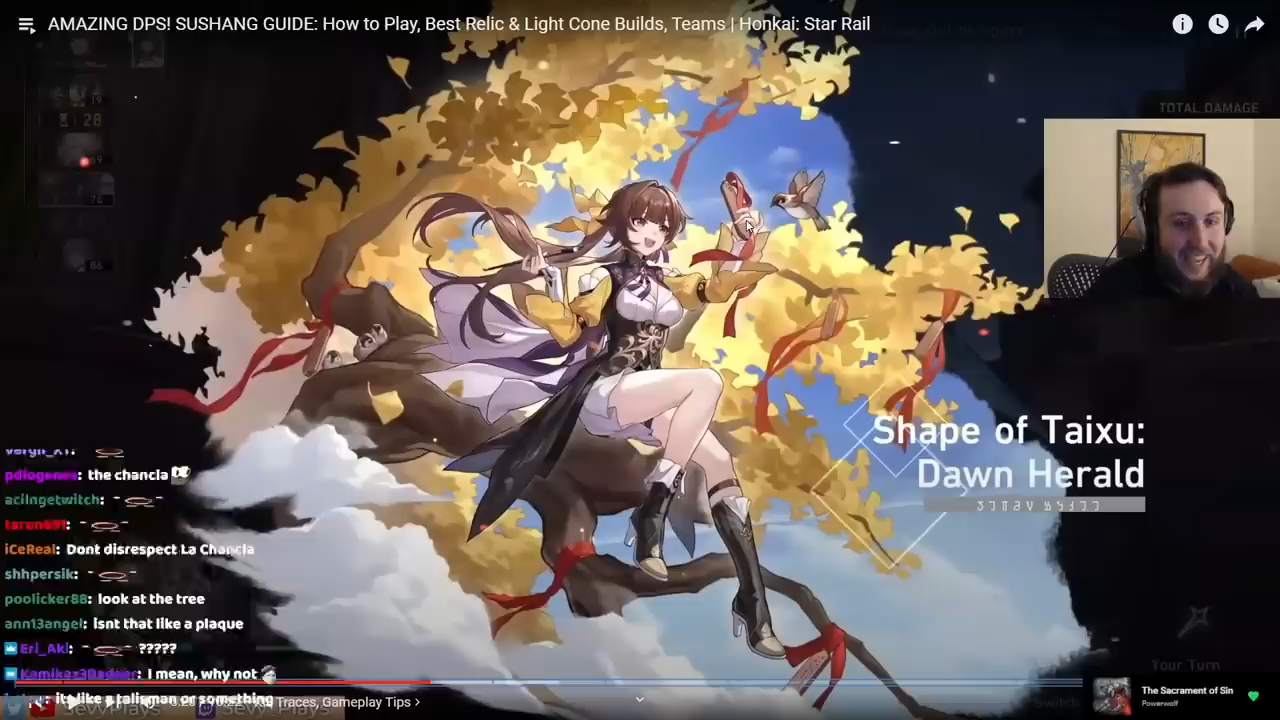 AMAZING DPS! SUSHANG GUIDE: How to Play, Best Relic & Light Cone Builds, Teams | Honkai: Star Rail
TOTAL DAMAGE
28
Shape of Taixu:
Dawn Herald
pdiogenes: the chancla
acilngetwitch:
iCeReal: Dont disrespect La Chancla
shhpersik:
poolicker88: look at the tree
ann13angel: isnt that like a plaque
Eri_Aki: ?????
I mean, why not
its like a talisman or something
Traces, Gameplay Tips >
Your Turn
Switch
The Sacrament of Sin
Powerwolf